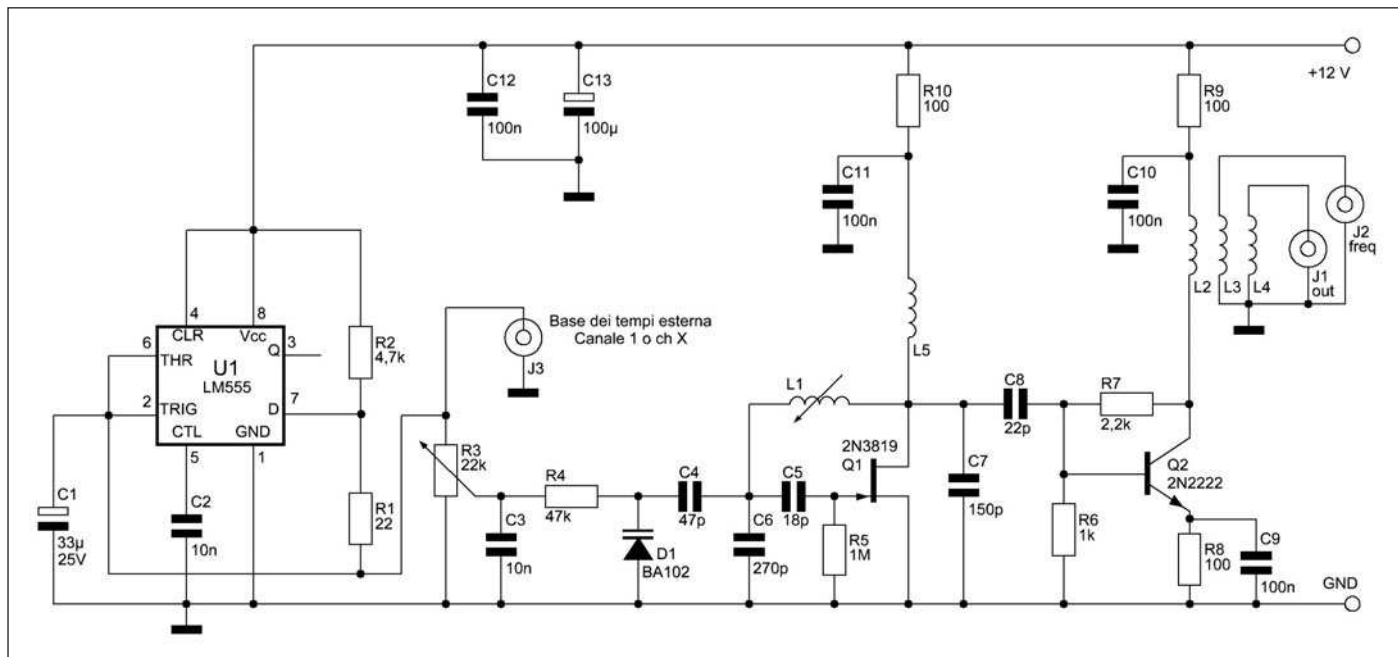 +12 V
C12
100n
C13
100µ
R10
100
R9
100
C11
100n
C10
100n
J2
freq
J1
out
L2
L3
L4
L5
4
8
CLR
Vcc
6
THR
Q
3
U1
LM555
2
TRIG
D
7
CTL
GND
5
1
R2
4,7k
Base dei tempi esterna
Canale 1 o ch X
J3
C1
33µ
25V
C2
10n
R1
22
R3
22k
R4
47k
C3
10n
D1
BA102
C4
47p
L1
C5
18p
C6
270p
R5
1M
2N3819
Q1
C7
150p
C8
22p
R7
2,2k
Q2
2N2222
R6
1k
R8
100
C9
100n
GND